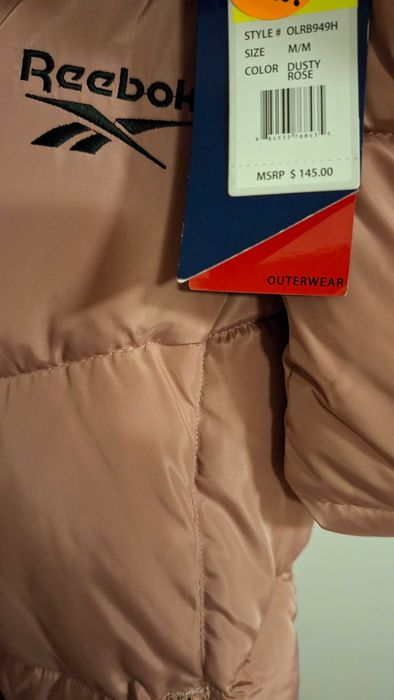 Reebok
STYLE # OLRB949H
SIZE M/M
COLOR DUSTY
ROSE
MSRP $ 145.00
OUTERWEAR